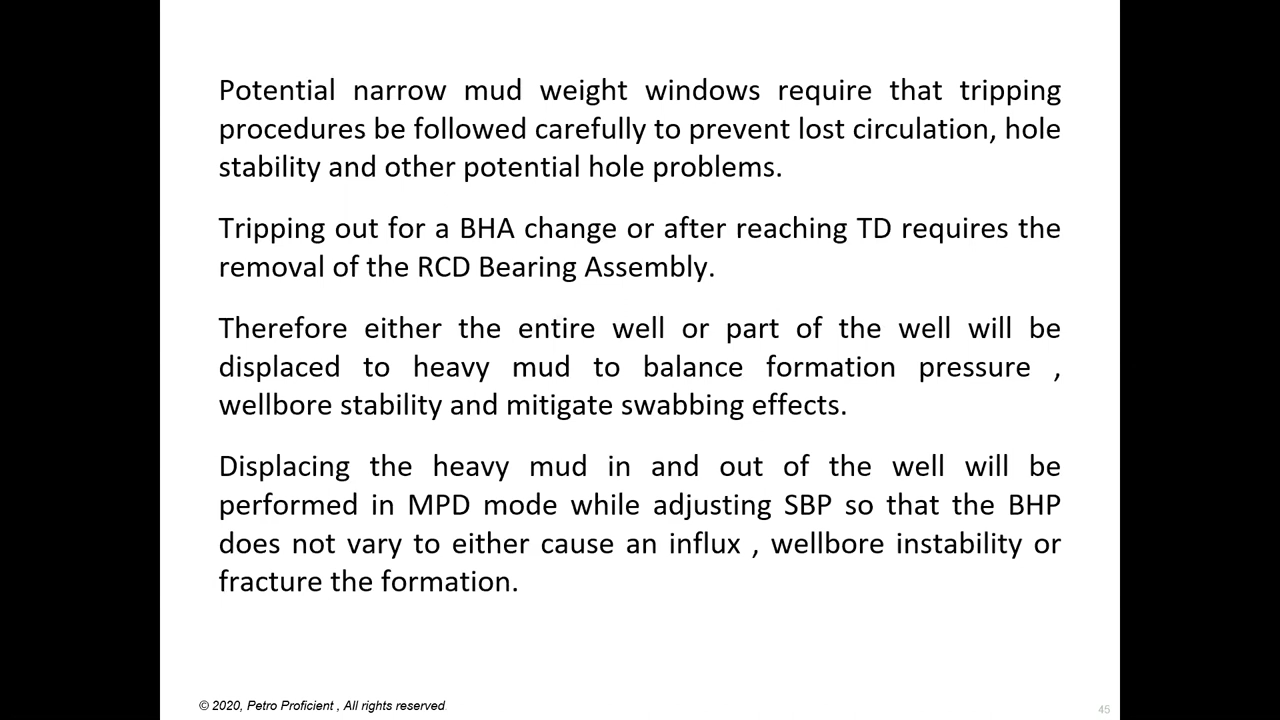 Potential narrow mud weight windows require that tripping
procedures be followed carefully to prevent lost circulation, hole
stability and other potential hole problems.
Tripping out for a BHA change or after reaching TD requires the
removal of the RCD Bearing Assembly.
Therefore either the entire well or part of the well will be
displaced to heavy mud to balance formation pressure ,
wellbore stability and mitigate swabbing effects.
Displacing the heavy mud in and out of the well will be
performed in MPD mode while adjusting SBP so that the BHP
does not vary to either cause an influx , wellbore instability or
fracture the formation.
© 2020, Petro Proficient , All rights reserved
45